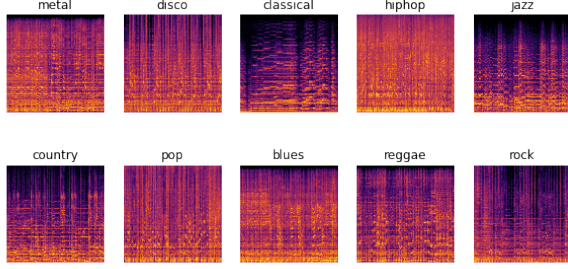 metal disco classical hiphop jazz
country pop blues reggae rock